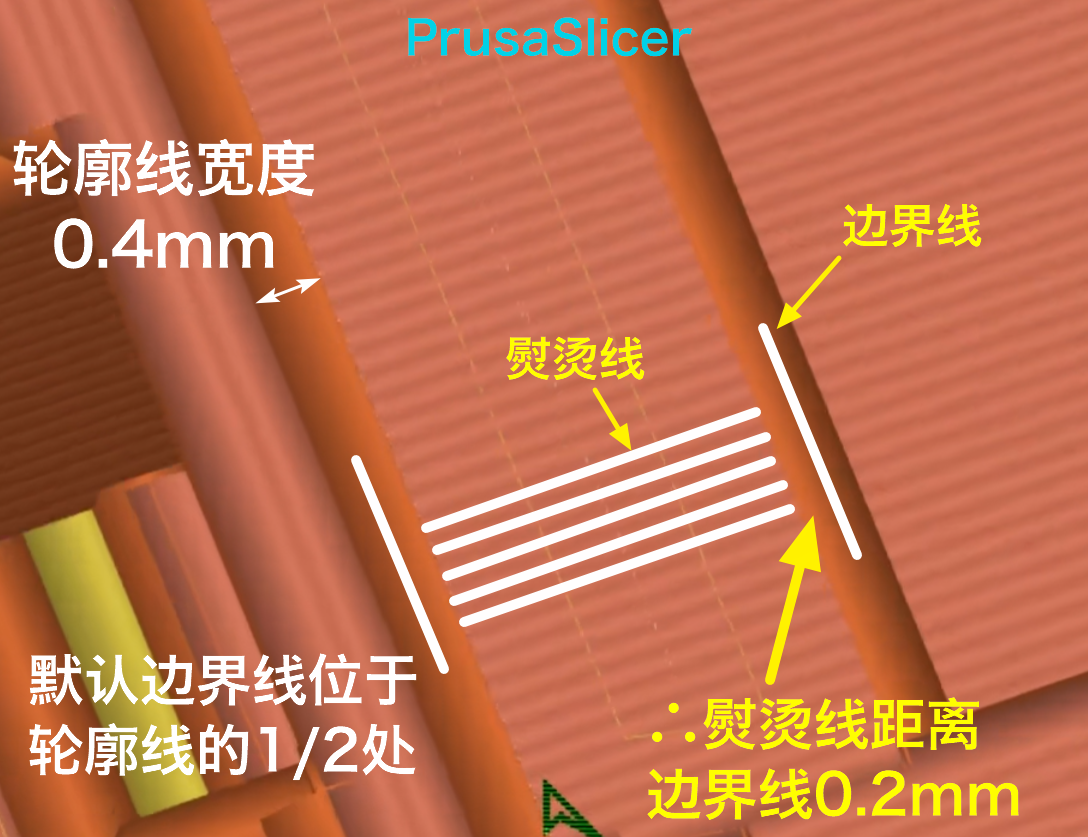 PrusaSlicer
轮廓线宽度
0.4mm
边界线
熨烫线
默认边界线位于
轮廓线的1/2处
∴熨烫线距离
边界线0.2mm